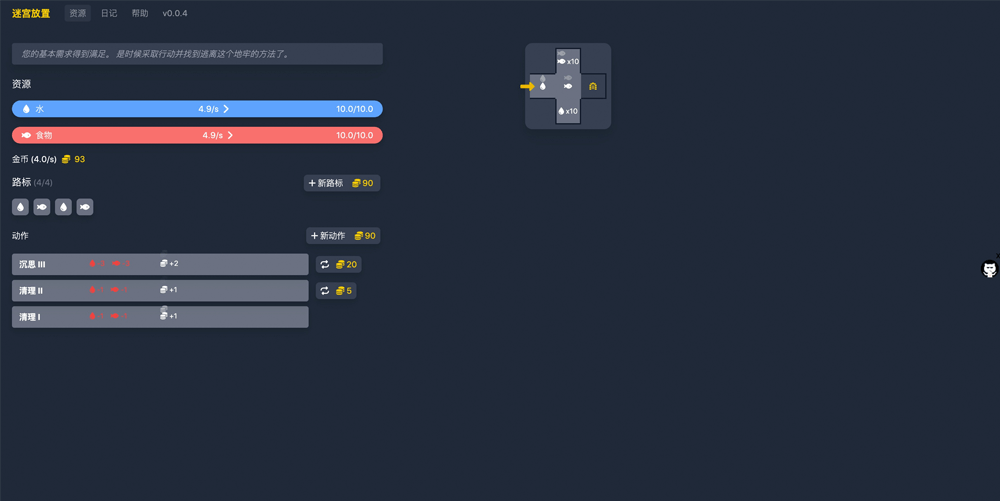 迷宫放置 资源 日记 帮助 v0.0.4
您的基本需求得到满足。 是时候采取行动并找到逃离这个地牢的方法了。
资源
水 4.9/s 10.0/10.0
食物 4.9/s 10.0/10.0
金币 (4.0/s) 93
路标 (4/4) + 新路标 90
动作 + 新动作 90
沉思 III +2 20
清理 II +1 5
清理 I +1
x10
x10